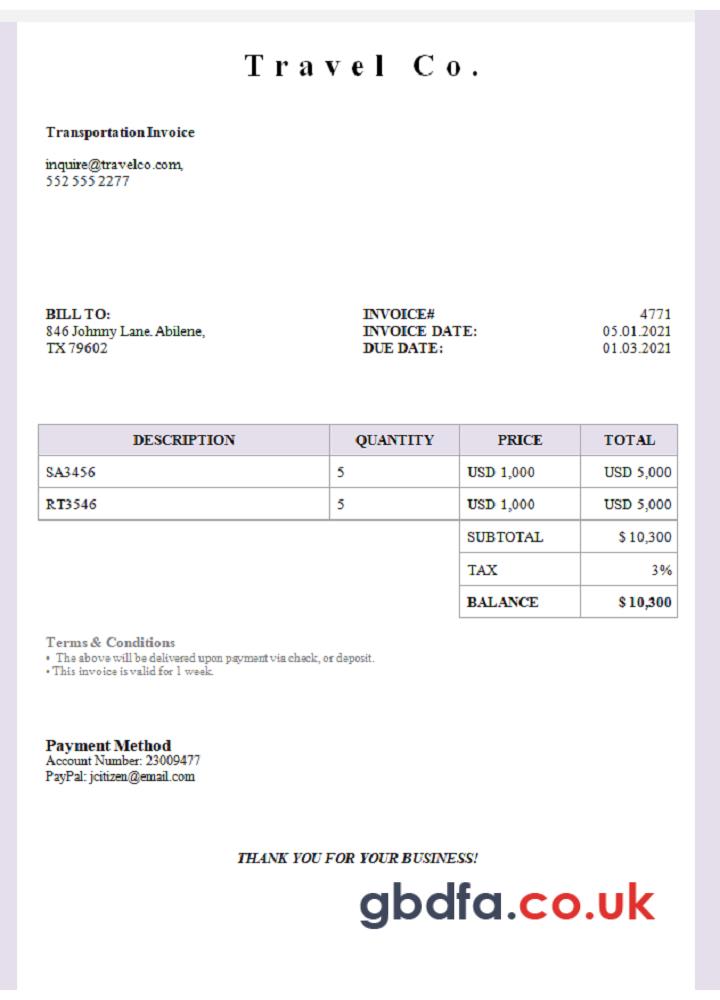 Travel Co.
Transportation Invoice
inquire@travelco.com,
552 555 2277
BILL TO:
846 Johnny Lane. Abilene,
TX 79602
INVOICE# 4771
INVOICE DATE: 05.01.2021
DUE DATE: 01.03.2021
DESCRIPTION QUANTITY PRICE TOTAL
SA3456 5 USD 1,000 USD 5,000
RT3546 5 USD 1,000 USD 5,000
SUBTOTAL $ 10,300
TAX 3%
BALANCE $ 10,300
Terms & Conditions
• The above will be delivered upon payment via check, or deposit.
• This invoice is valid for 1 week.
Payment Method
Account Number: 23009477
PayPal: jcitizen@email.com
THANK YOU FOR YOUR BUSINESS!
gbdfa.co.uk